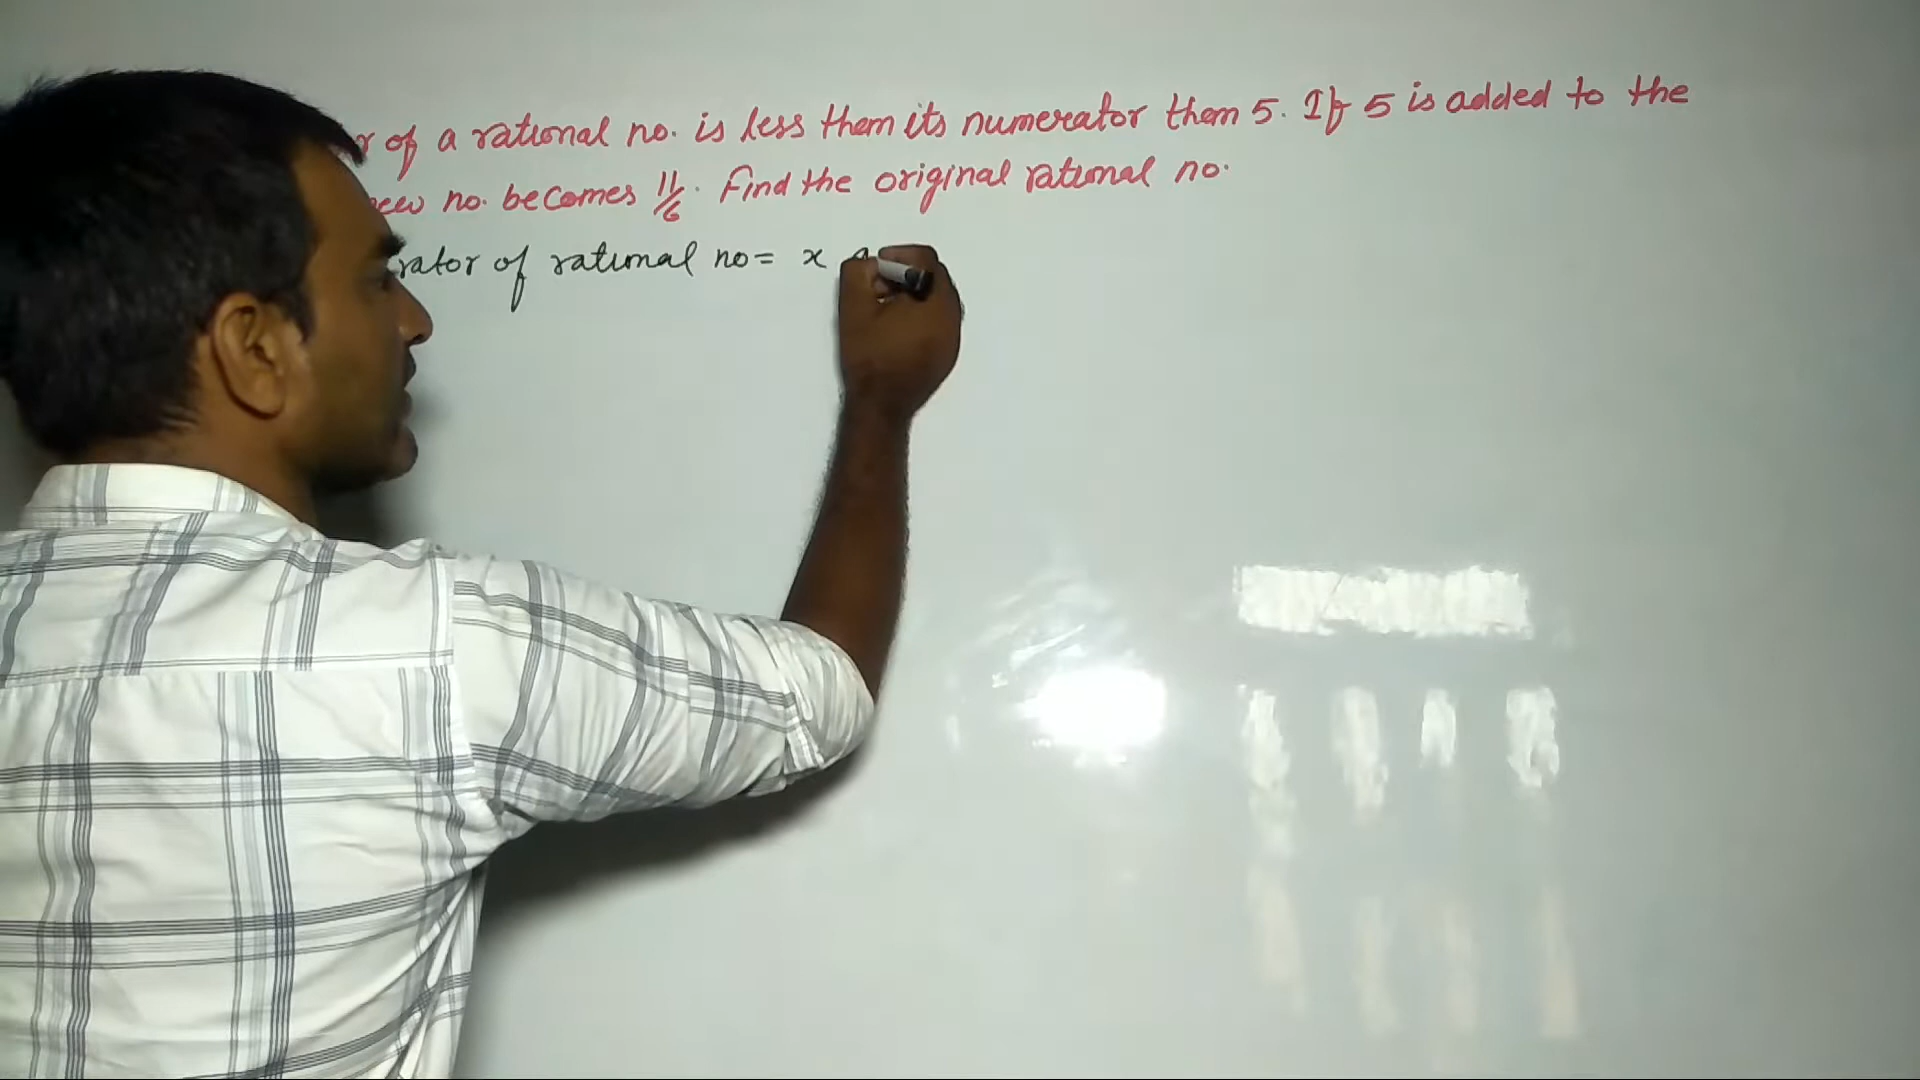 of a rational no. is less them its numerator them 5. If 5 is added to the
no. becomes 11/6. Find the original rational no.
rator of rational no= x